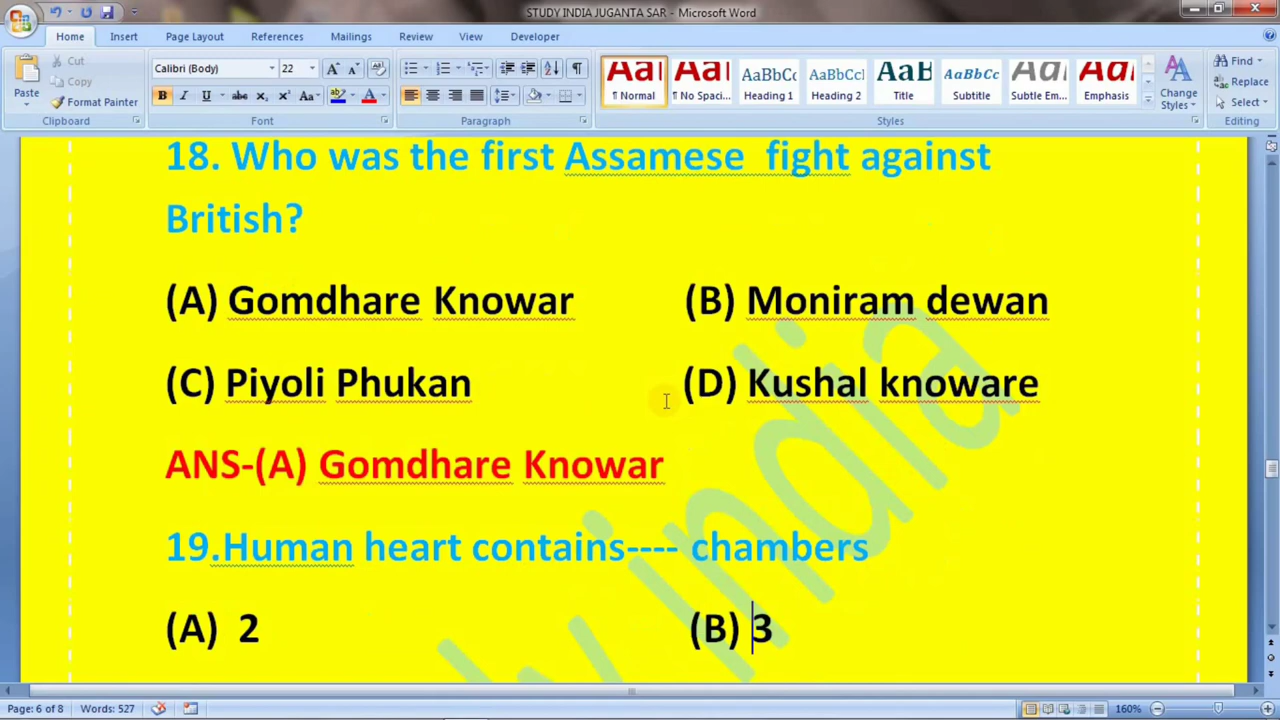 STUDY INDIA JUGANTA SAR - Microsoft Word
Home Insert Page Layout References Mailings Review View Developer
Paste
Cut
Copy
Format Painter
Clipboard
Calibri (Body) 22
Font
Paragraph
¶ Normal ¶ No Spaci... Heading 1 Heading 2 Title Subtitle Subtle Em... Emphasis
Styles
Change Styles
Find
Replace
Select
Editing
18. Who was the first Assamese  fight against
British?
(A) Gomdhare Knowar (B) Moniram dewan
(C) Piyoli Phukan (D) Kushal knoware
ANS-(A) Gomdhare Knowar
19.Human heart contains---- chambers
(A)  2 (B) 3
india
Page: 6 of 8 Words: 527 160%